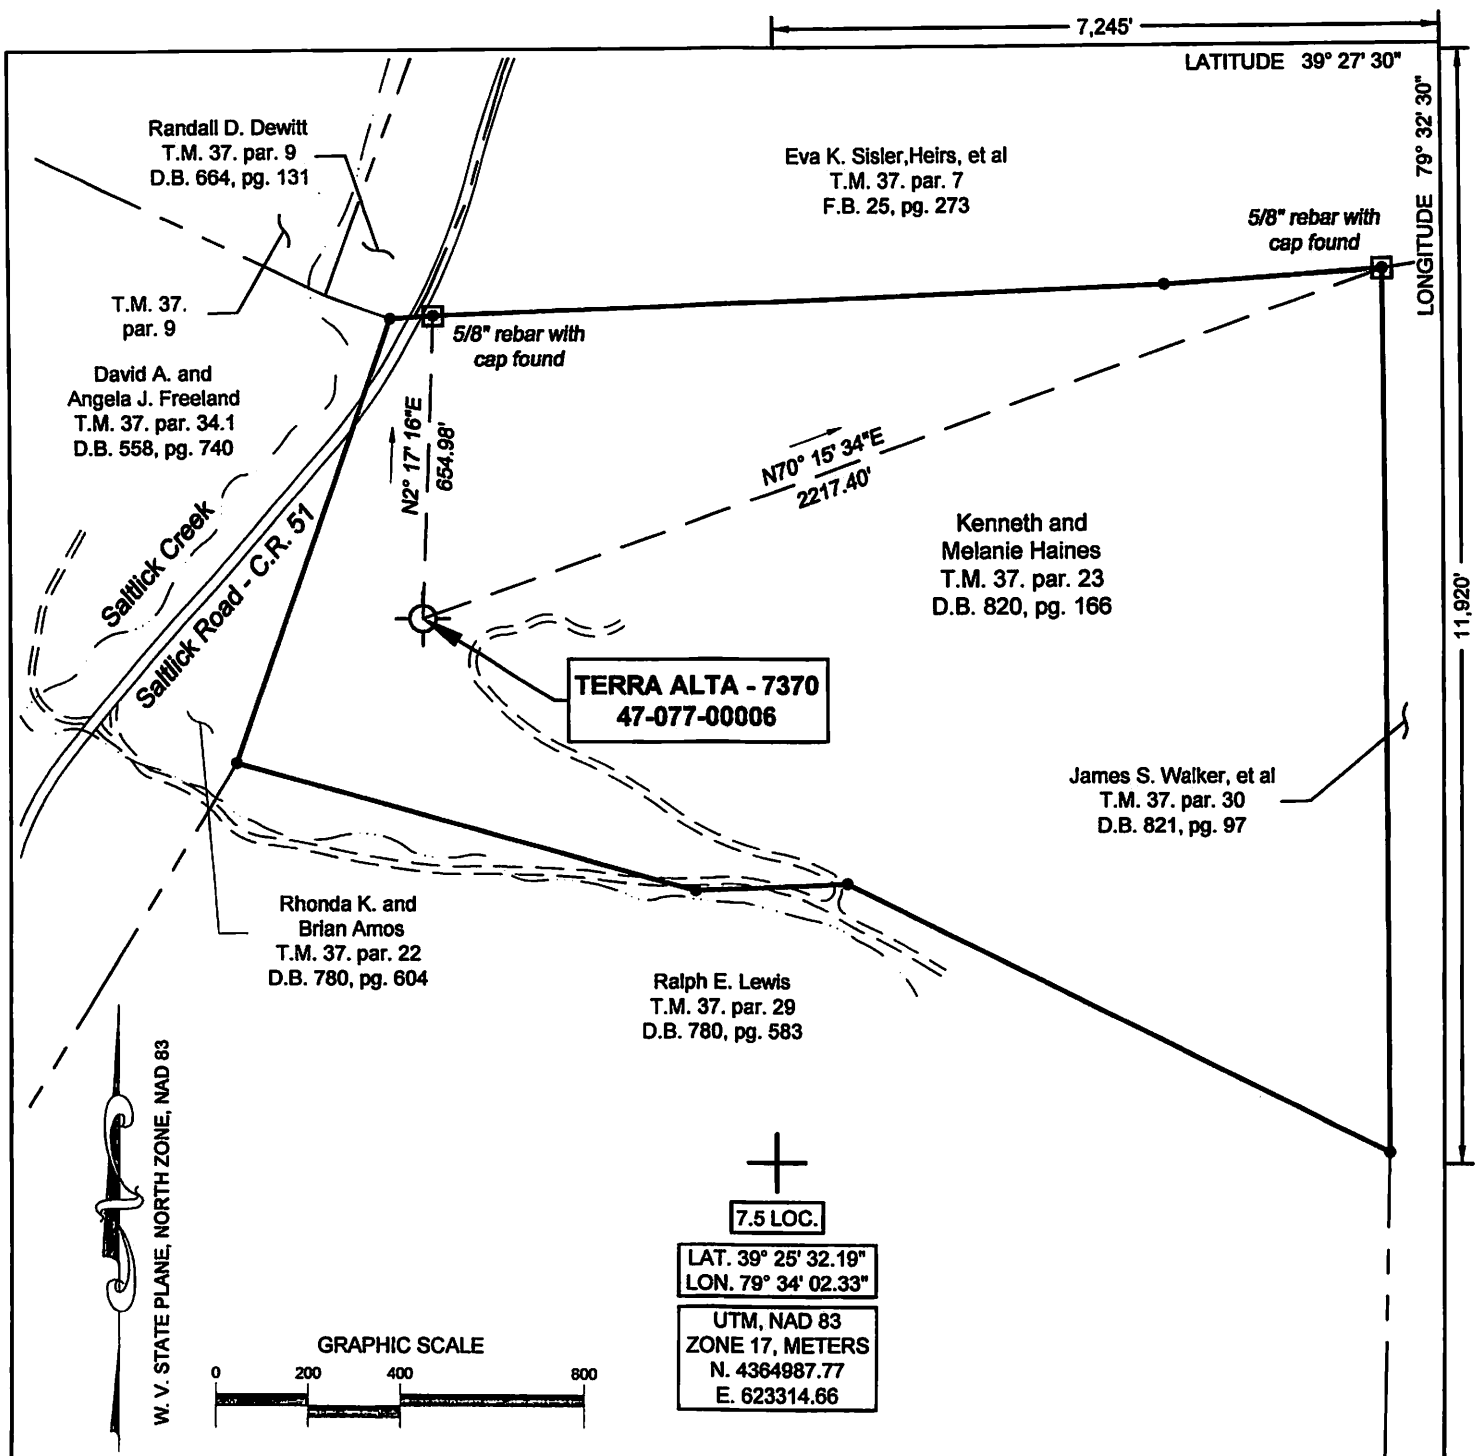 7,245'
LATITUDE 39° 27' 30"
LONGITUDE 79° 32' 30"
11,920'
Randall D. Dewitt
T.M. 37. par. 9
D.B. 664, pg. 131
Eva K. Sisler,Heirs, et al
T.M. 37. par. 7
F.B. 25, pg. 273
5/8" rebar with
cap found
T.M. 37.
par. 9
5/8" rebar with
cap found
David A. and
Angela J. Freeland
T.M. 37. par. 34.1
D.B. 558, pg. 740
N2° 17' 16"E
654.98'
N70° 15' 34"E
2217.40'
Saltlick Creek
Saltlick Road - C.R. 51
Kenneth and
Melanie Haines
T.M. 37. par. 23
D.B. 820, pg. 166
TERRA ALTA - 7370
47-077-00006
James S. Walker, et al
T.M. 37. par. 30
D.B. 821, pg. 97
Rhonda K. and
Brian Amos
T.M. 37. par. 22
D.B. 780, pg. 604
Ralph E. Lewis
T.M. 37. par. 29
D.B. 780, pg. 583
W. V. STATE PLANE, NORTH ZONE, NAD 83
7.5 LOC.
LAT. 39° 25' 32.19"
LON. 79° 34' 02.33"
UTM, NAD 83
ZONE 17, METERS
N. 4364987.77
E. 623314.66
GRAPHIC SCALE
0 200 400 800